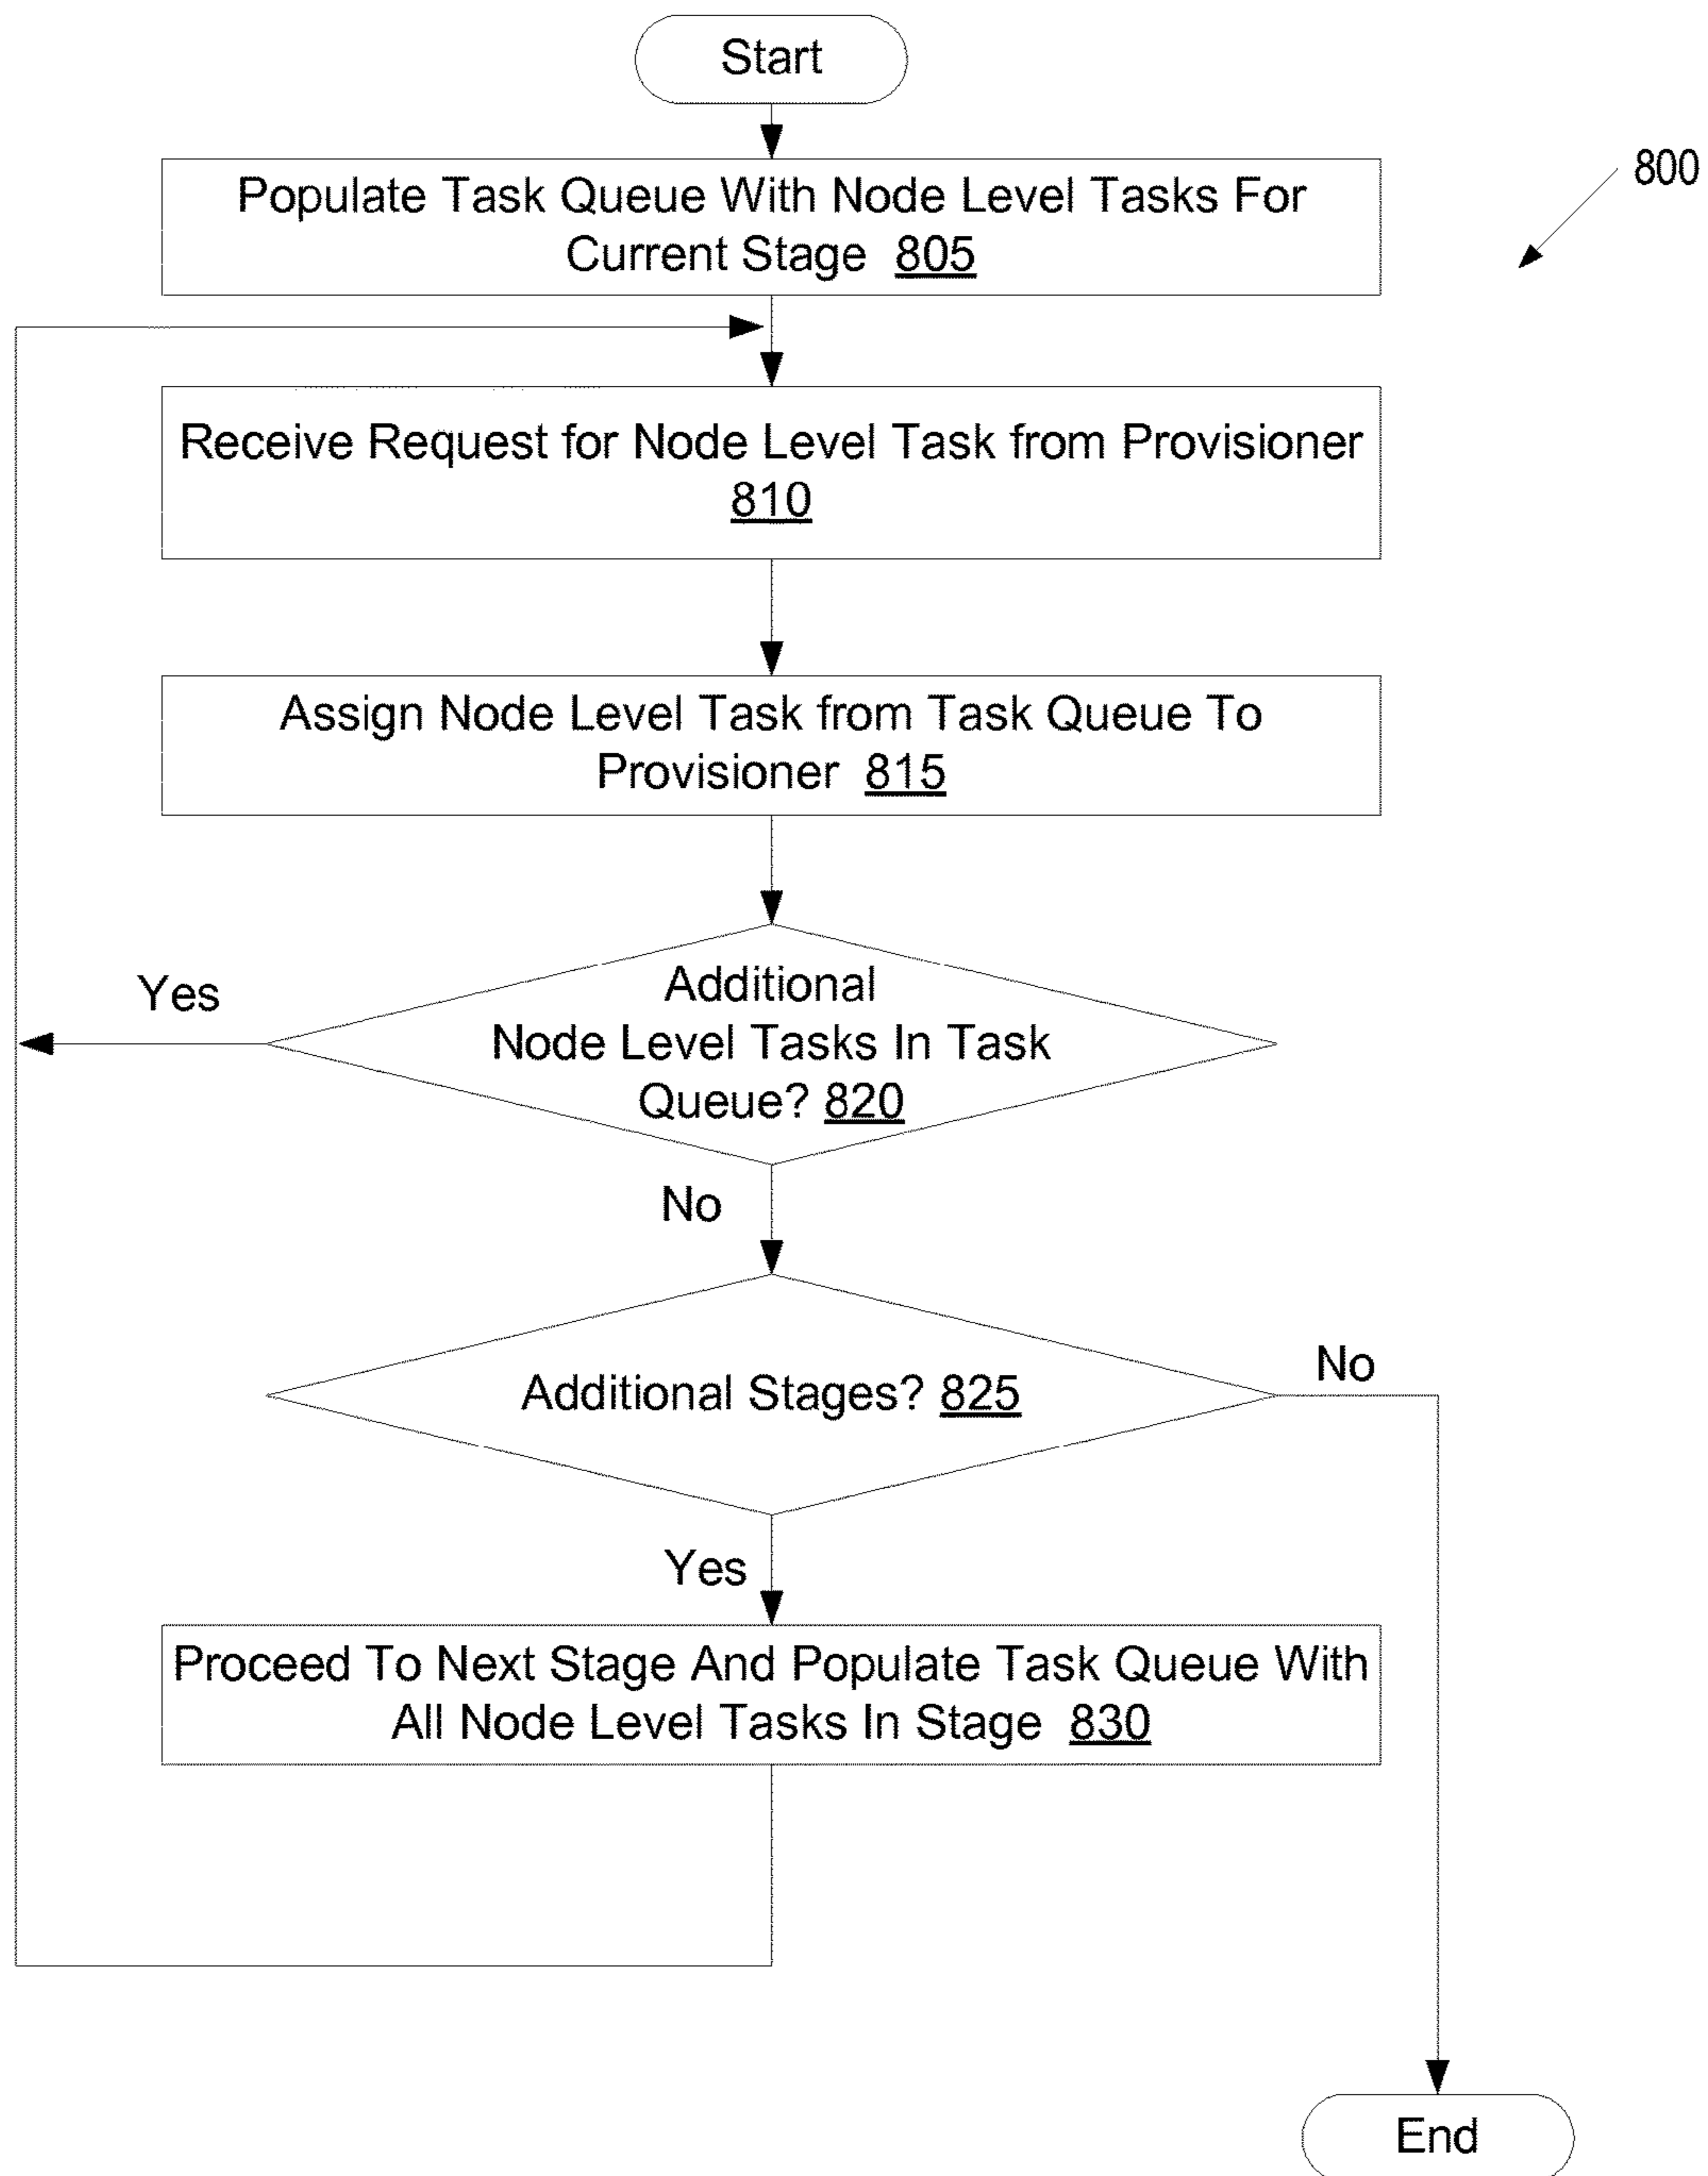 Start
800
Populate Task Queue With Node Level Tasks For
Current Stage 805
Receive Request for Node Level Task from Provisioner
810
Assign Node Level Task from Task Queue To
Provisioner 815
Additional
Node Level Tasks In Task
Queue? 820
Yes
No
Additional Stages? 825
No
Yes
Proceed To Next Stage And Populate Task Queue With
All Node Level Tasks In Stage 830
End